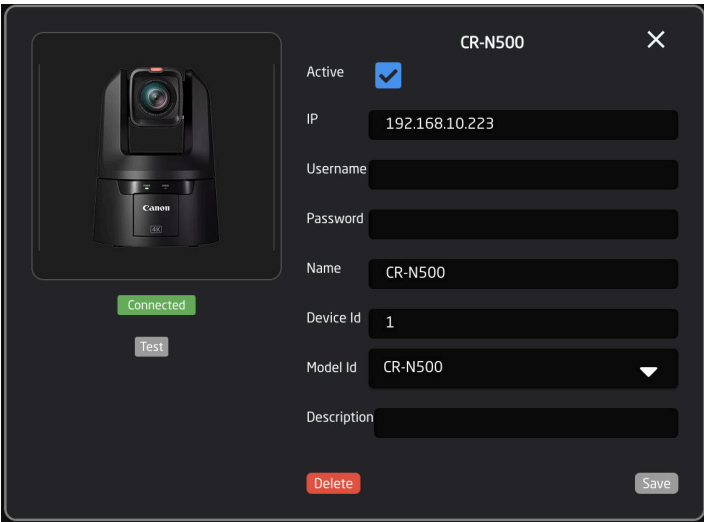 CR-N500
Active
IP 192.168.10.223
Username
Password
Name CR-N500
Device Id 1
Model Id CR-N500
Description
Canon
4K
Connected
Test
Delete
Save